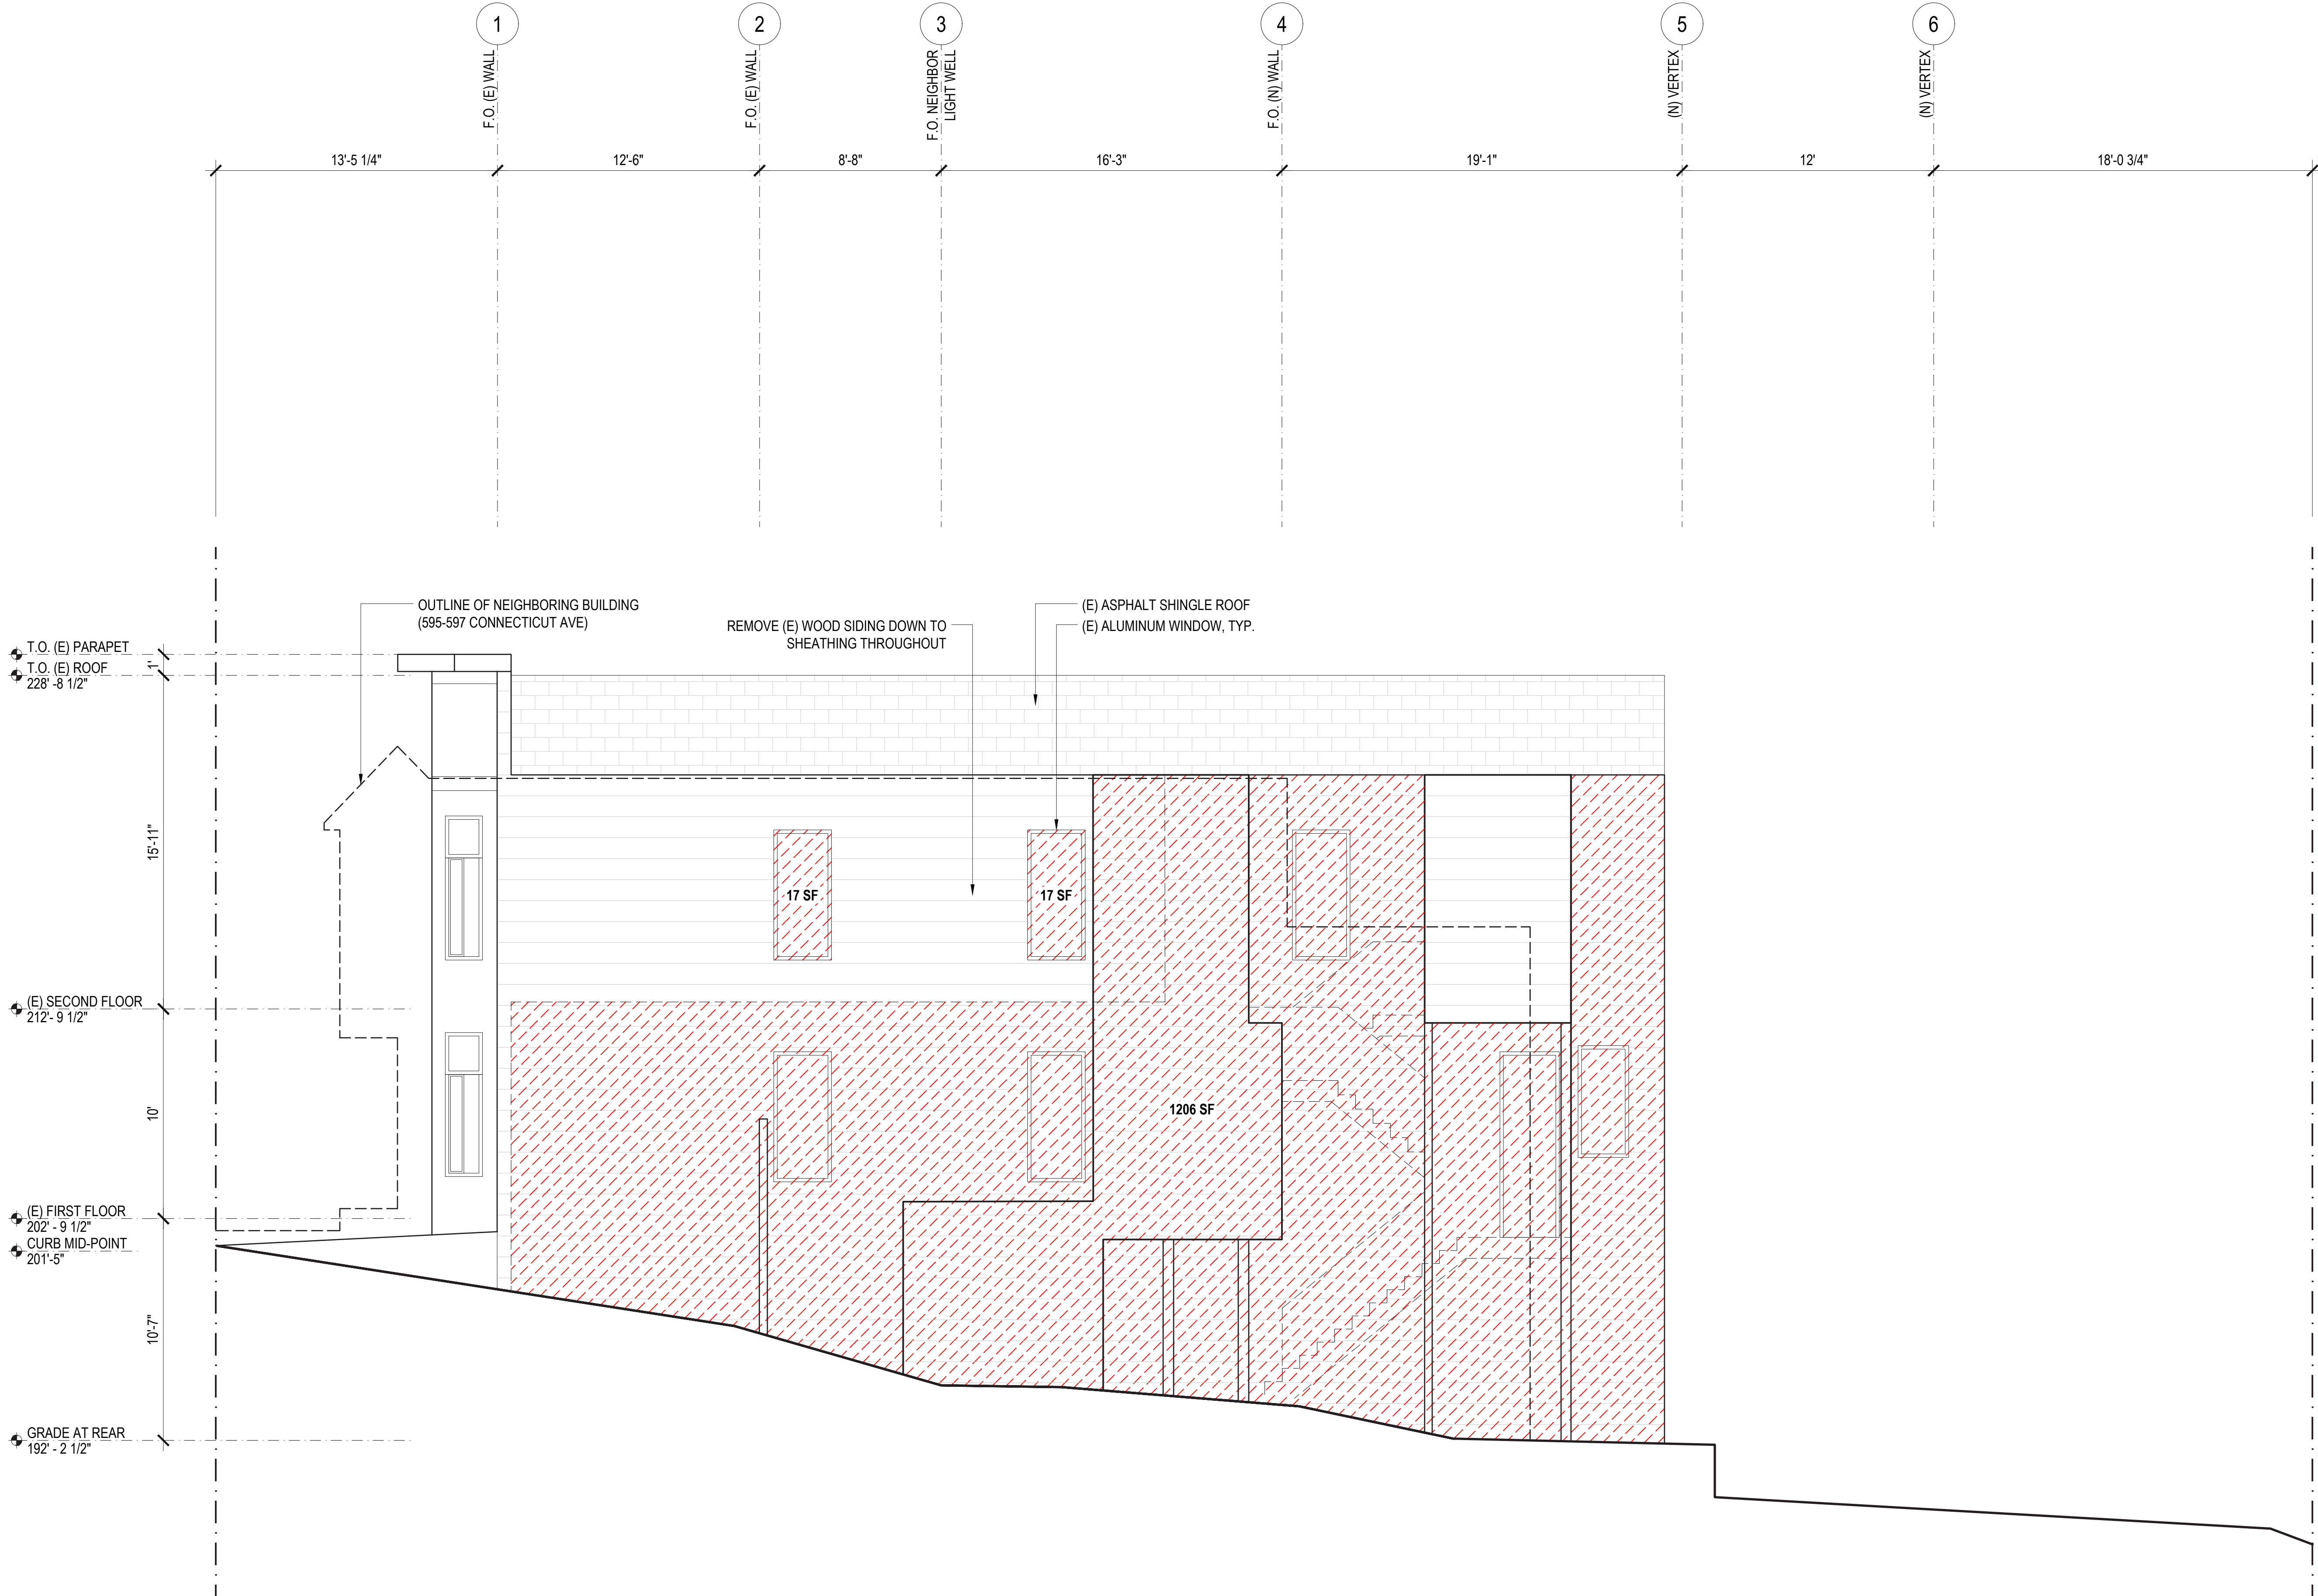 1
2
3
4
5
6
F.O. (E) WALL
F.O. (E) WALL
F.O. NEIGHBOR
LIGHT WELL
F.O. (N) WALL
(N) VERTEX
(N) VERTEX
13'-5 1/4"
12'-6"
8'-8"
16'-3"
19'-1"
12'
18'-0 3/4"
OUTLINE OF NEIGHBORING BUILDING
(595-597 CONNECTICUT AVE)
REMOVE (E) WOOD SIDING DOWN TO
SHEATHING THROUGHOUT
(E) ASPHALT SHINGLE ROOF
(E) ALUMINUM WINDOW, TYP.
T.O. (E) PARAPET
1'
T.O. (E) ROOF
228' -8 1/2"
15'-11"
17 SF
17 SF
(E) SECOND FLOOR
212'- 9 1/2"
10'
1206 SF
(E) FIRST FLOOR
202' - 9 1/2"
CURB MID-POINT
201'-5"
10'-7"
GRADE AT REAR
192' - 2 1/2"